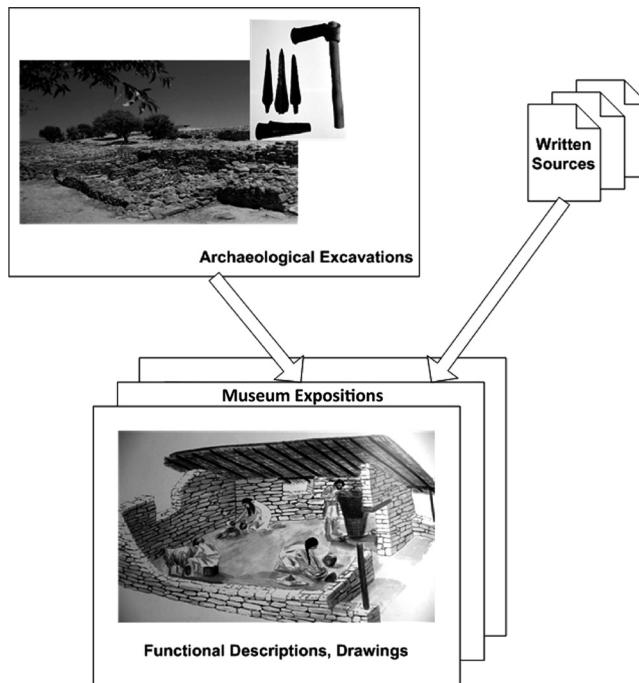 Written
Sources
Archaeological Excavations
Museum Expositions
Functional Descriptions, Drawings